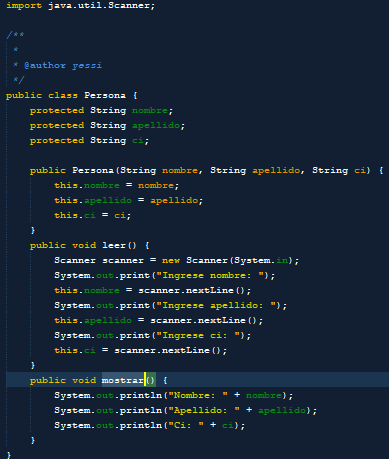 import java.util.Scanner;
/**
 *
 * @author yessi
 */
public class Persona {
    protected String nombre;
    protected String apellido;
    protected String ci;
    public Persona(String nombre, String apellido, String ci) {
        this.nombre = nombre;
        this.apellido = apellido;
        this.ci = ci;
    }
    public void leer() {
        Scanner scanner = new Scanner(System.in);
        System.out.print("Ingrese nombre: ");
        this.nombre = scanner.nextLine();
        System.out.print("Ingrese apellido: ");
        this.apellido = scanner.nextLine();
        System.out.print("Ingrese ci: ");
        this.ci = scanner.nextLine();
    }
    public void mostrar() {
        System.out.println("Nombre: " + nombre);
        System.out.println("Apellido: " + apellido);
        System.out.println("Ci: " + ci);
    }
}